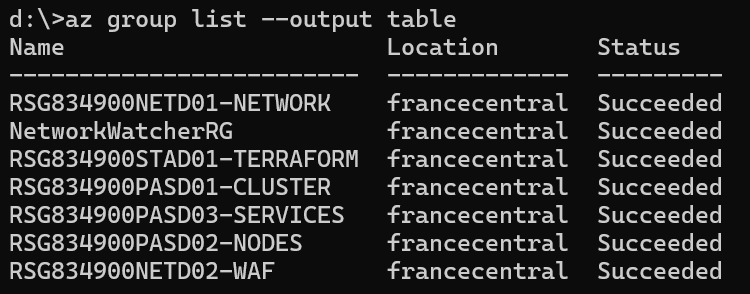 d:\>az group list --output table
Name                       Location       Status
-------------------------  -------------  ---------
RSG834900NETD01-NETWORK    francecentral  Succeeded
NetworkWatcherRG           francecentral  Succeeded
RSG834900STAD01-TERRAFORM  francecentral  Succeeded
RSG834900PASD01-CLUSTER    francecentral  Succeeded
RSG834900PASD03-SERVICES   francecentral  Succeeded
RSG834900PASD02-NODES      francecentral  Succeeded
RSG834900NETD02-WAF        francecentral  Succeeded